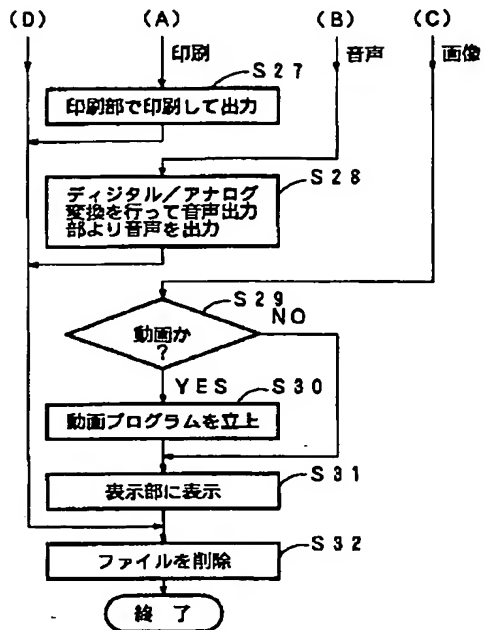 (D) (A) (B) (C)
印刷 音声 画像
S27
印刷部で印刷して出力
S28
ディジタル/アナログ
変換を行って音声出力
部より音声を出力
S29
NO
動画か
?
YES S30
動画プログラムを立上
S31
表示部に表示
S32
ファイルを削除
終了